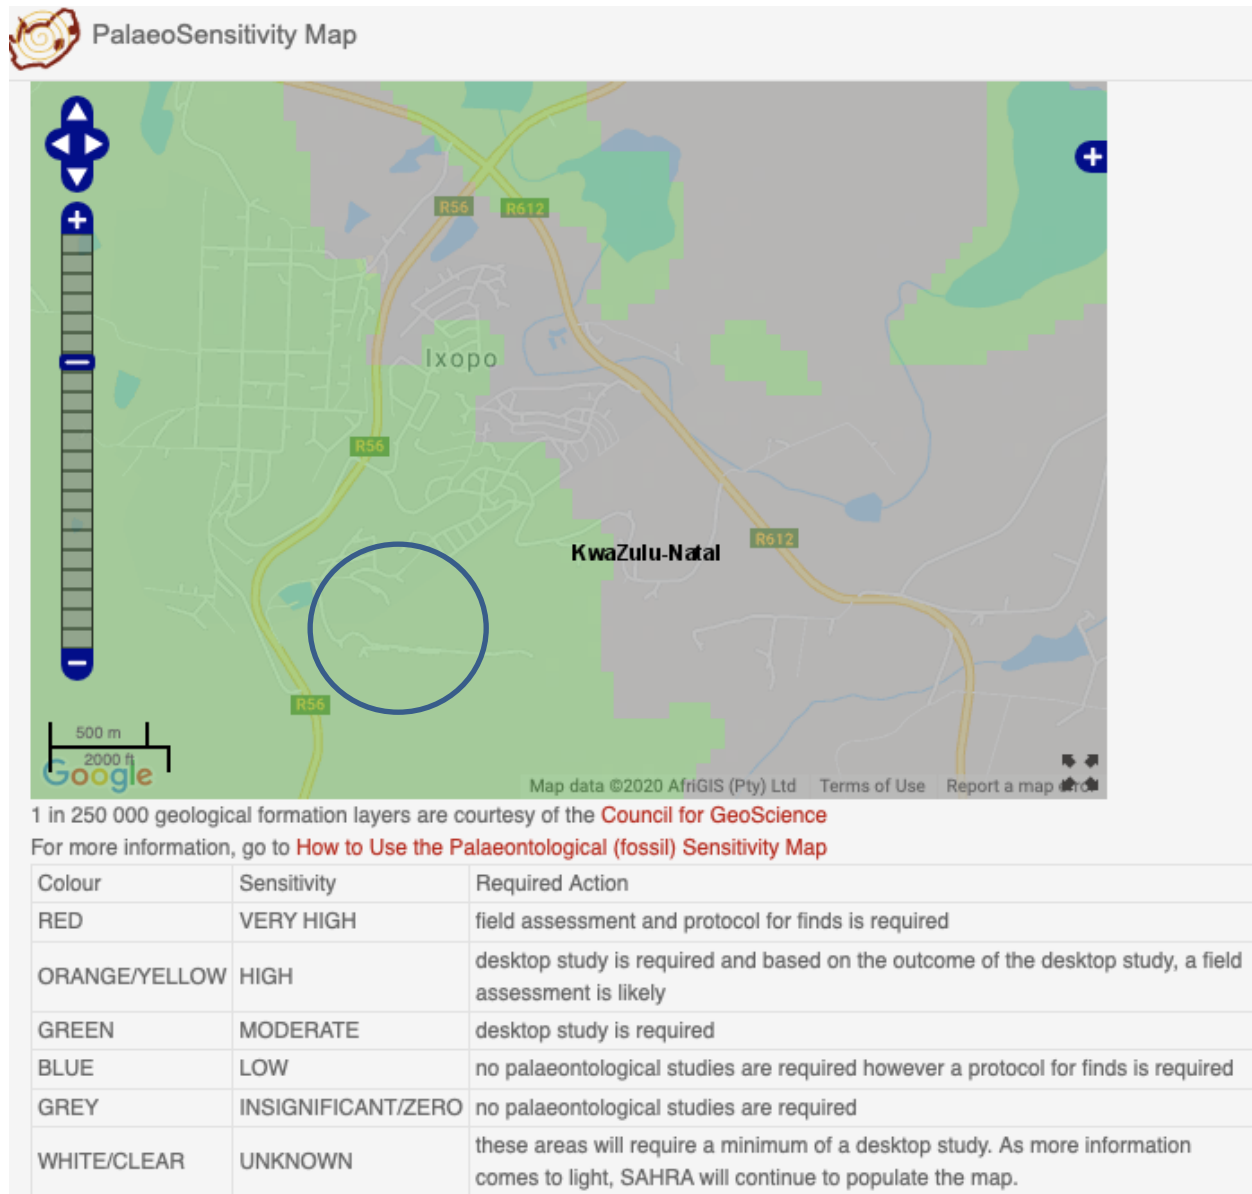 PalaeoSensitivity Map
R56
R612
Ixopo
R56
KwaZulu-Natal
R612
R56
500 m
2000 ft
Google
Map data ©2020 AfriGIS (Pty) Ltd Terms of Use Report a map error
1 in 250 000 geological formation layers are courtesy of the Council for GeoScience
For more information, go to How to Use the Palaeontological (fossil) Sensitivity Map
Colour Sensitivity Required Action
RED VERY HIGH field assessment and protocol for finds is required
ORANGE/YELLOW HIGH desktop study is required and based on the outcome of the desktop study, a field
assessment is likely
GREEN MODERATE desktop study is required
BLUE LOW no palaeontological studies are required however a protocol for finds is required
GREY INSIGNIFICANT/ZERO no palaeontological studies are required
WHITE/CLEAR UNKNOWN these areas will require a minimum of a desktop study. As more information
comes to light, SAHRA will continue to populate the map.